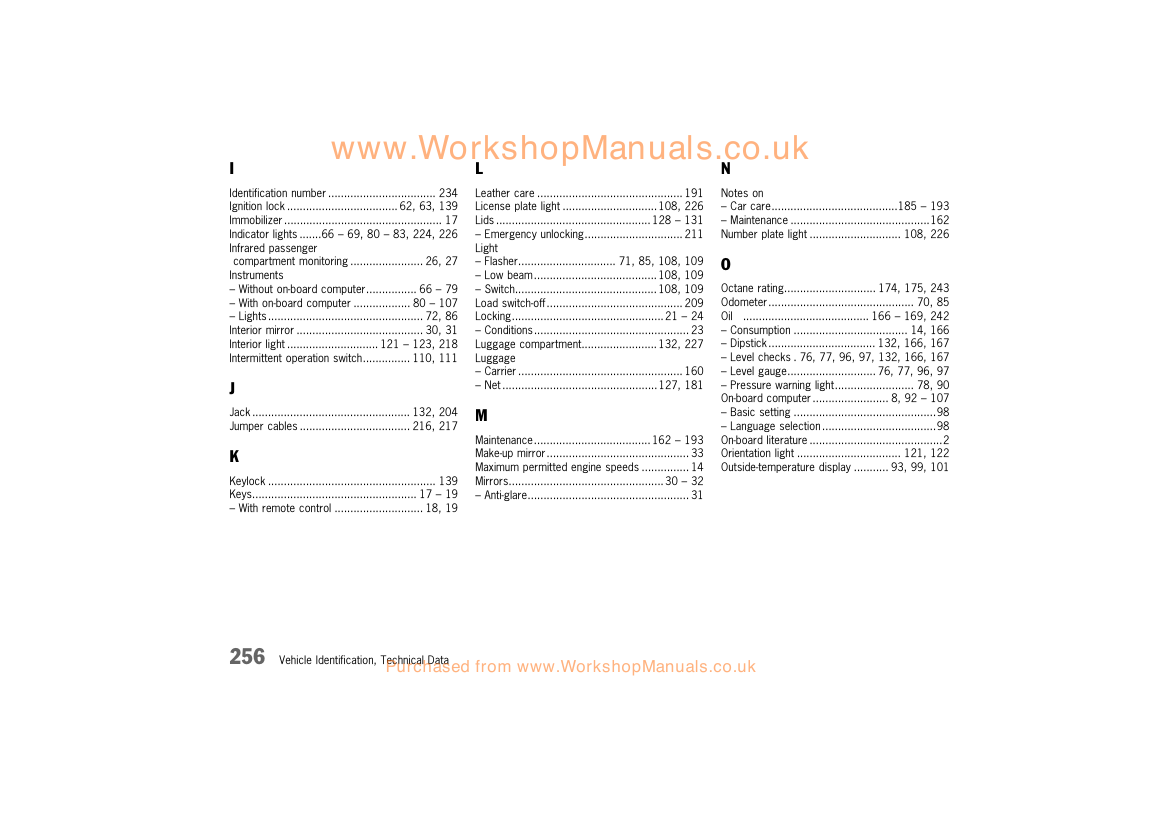 www.WorkshopManuals.co.uk
I
Identification number .................................. 234
Ignition lock ................................... 62, 63, 139
Immobilizer .................................................. 17
Indicator lights .......66 – 69, 80 – 83, 224, 226
Infrared passenger
compartment monitoring ....................... 26, 27
Instruments
– Without on-board computer................ 66 – 79
– With on-board computer .................. 80 – 107
– Lights ................................................. 72, 86
Interior mirror ........................................ 30, 31
Interior light ............................. 121 – 123, 218
Intermittent operation switch............... 110, 111
J
Jack .................................................. 132, 204
Jumper cables ................................... 216, 217
K
Keylock ..................................................... 139
Keys.................................................... 17 – 19
– With remote control ............................ 18, 19
L
Leather care .............................................. 191
License plate light ..............................108, 226
Lids ................................................. 128 – 131
– Emergency unlocking............................... 211
Light
– Flasher............................... 71, 85, 108, 109
– Low beam.......................................108, 109
– Switch.............................................108, 109
Load switch-off........................................... 209
Locking................................................21 – 24
– Conditions................................................. 23
Luggage compartment........................132, 227
Luggage
– Carrier .................................................... 160
– Net .................................................127, 181
M
Maintenance..................................... 162 – 193
Make-up mirror............................................. 33
Maximum permitted engine speeds ............... 14
Mirrors.................................................30 – 32
– Anti-glare................................................... 31
N
Notes on
– Car care........................................185 – 193
– Maintenance ............................................162
Number plate light ............................. 108, 226
O
Octane rating............................. 174, 175, 243
Odometer.............................................. 70, 85
Oil ........................................ 166 – 169, 242
– Consumption .................................... 14, 166
– Dipstick.................................. 132, 166, 167
– Level checks . 76, 77, 96, 97, 132, 166, 167
– Level gauge............................ 76, 77, 96, 97
– Pressure warning light......................... 78, 90
On-board computer ........................ 8, 92 – 107
– Basic setting .............................................98
– Language selection....................................98
On-board literature ..........................................2
Orientation light ................................. 121, 122
Outside-temperature display ........... 93, 99, 101
256 Vehicle Identification, Technical Data
Purchased from www.WorkshopManuals.co.uk